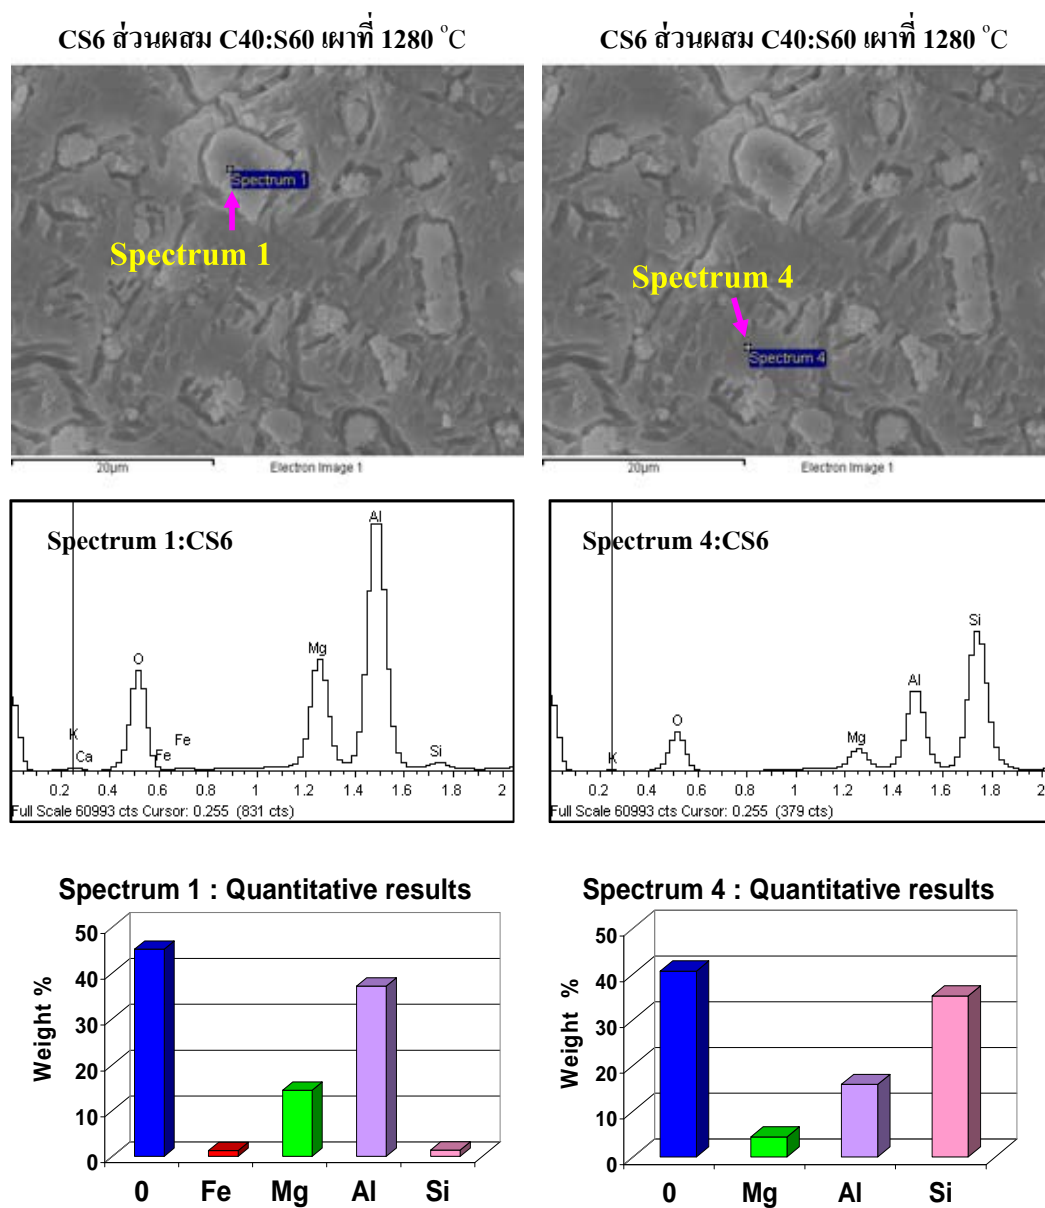 CS6 ส่วนผสม C40:S60 เผาที่ 1280 °C
CS6 ส่วนผสม C40:S60 เผาที่ 1280 °C
Spectrum 1
Spectrum 1
20µm
Electron Image 1
Spectrum 4
Spectrum 4
20µm
Electron Image 1
Spectrum 1:CS6
Al
Mg
O
K
Ca
Fe
Fe
Si
0.2 0.4 0.6 0.8 1 1.2 1.4 1.6 1.8 2
Full Scale 60993 cts Cursor: 0.255 (831 cts)
Spectrum 4:CS6
Si
Al
O
Mg
K
0.2 0.4 0.6 0.8 1 1.2 1.4 1.6 1.8 2
Full Scale 60993 cts Cursor: 0.255 (379 cts)
Spectrum 1 : Quantitative results
Weight %
50
40
30
20
10
0
0 Fe Mg Al Si
Spectrum 4 : Quantitative results
Weight %
50
40
30
20
10
0
0 Mg Al Si